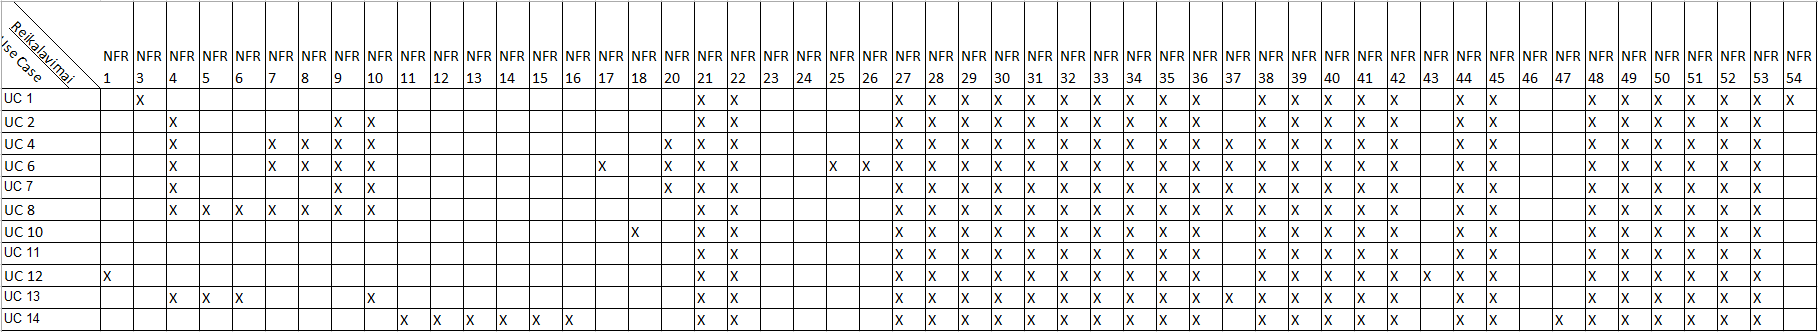 Reikalavimai
Use Case
NFR NFR NFR NFR NFR NFR NFR NFR NFR NFR NFR NFR NFR NFR NFR NFR NFR NFR NFR NFR NFR NFR NFR NFR NFR NFR NFR NFR NFR NFR NFR NFR NFR NFR NFR NFR NFR NFR NFR NFR NFR NFR NFR NFR NFR NFR NFR NFR NFR NFR NFR NFR
1 3 4 5 6 7 8 9 10 11 12 13 14 15 16 17 18 20 21 22 23 24 25 26 27 28 29 30 31 32 33 34 35 36 37 38 39 40 41 42 43 44 45 46 47 48 49 50 51 52 53 54
UC 1 X X X X X X X X X X X X X X X X X X X X X X X X X X X
UC 2 X X X X X X X X X X X X X X X X X X X X X X X X X X X X
UC 4 X X X X X X X X X X X X X X X X X X X X X X X X X X X X X X X X
UC 6 X X X X X X X X X X X X X X X X X X X X X X X X X X X X X X X X X X X
UC 7 X X X X X X X X X X X X X X X X X X X X X X X X X X X X X X
UC 8 X X X X X X X X X X X X X X X X X X X X X X X X X X X X X X X X X
UC 10 X X X X X X X X X X X X X X X X X X X X X X X X X X
UC 11 X X X X X X X X X X X X X X X X X X X X X X X X X
UC 12 X X X X X X X X X X X X X X X X X X X X X X X X X X X
UC 13 X X X X X X X X X X X X X X X X X X X X X X X X X X X X X X
UC 14 X X X X X X X X X X X X X X X X X X X X X X X X X X X X X X X X